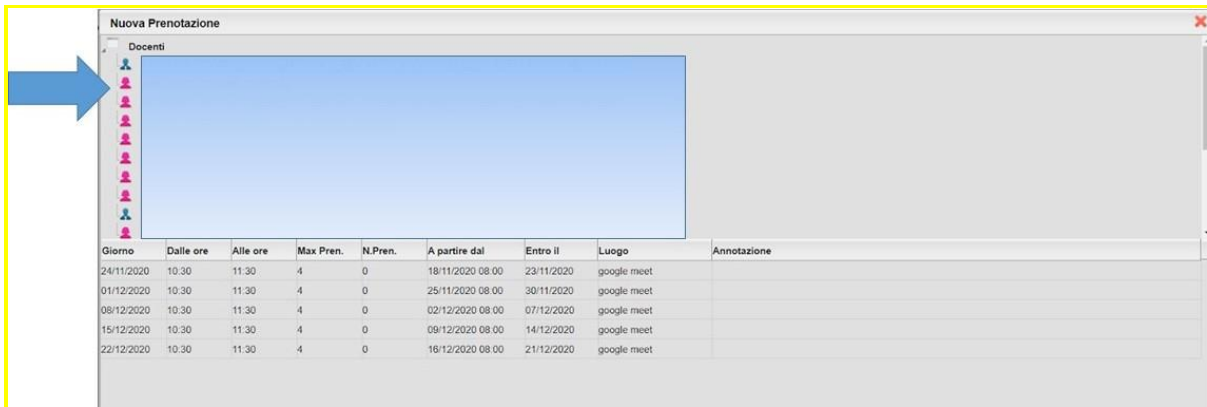 Nuova Prenotazione
Docenti
Giorno Dalle ore Alle ore Max Pren. N.Pren. A partire dal Entro il Luogo Annotazione
24/11/2020 10:30 11:30 4 0 18/11/2020 08:00 23/11/2020 google meet
01/12/2020 10:30 11:30 4 0 25/11/2020 08:00 30/11/2020 google meet
08/12/2020 10:30 11:30 4 0 02/12/2020 08:00 07/12/2020 google meet
15/12/2020 10:30 11:30 4 0 09/12/2020 08:00 14/12/2020 google meet
22/12/2020 10:30 11:30 4 0 16/12/2020 08:00 21/12/2020 google meet